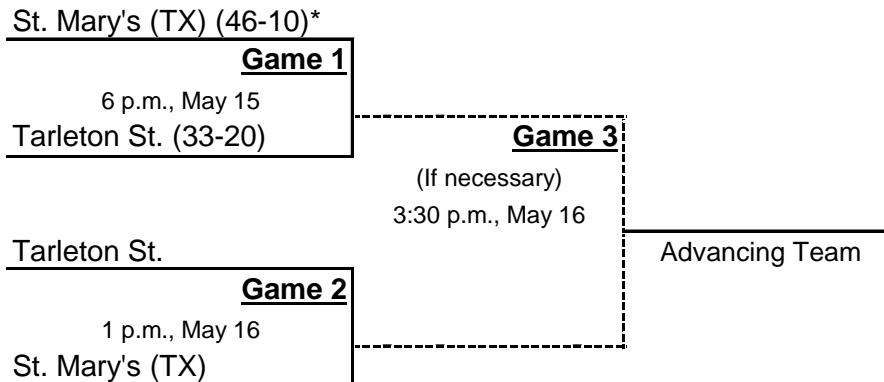 St. Mary's (TX) (46-10)*
Game 1
6 p.m., May 15
Tarleton St. (33-20)
Game 3
(If necessary)
3:30 p.m., May 16
Tarleton St.
Advancing Team
Game 2
1 p.m., May 16
St. Mary's (TX)